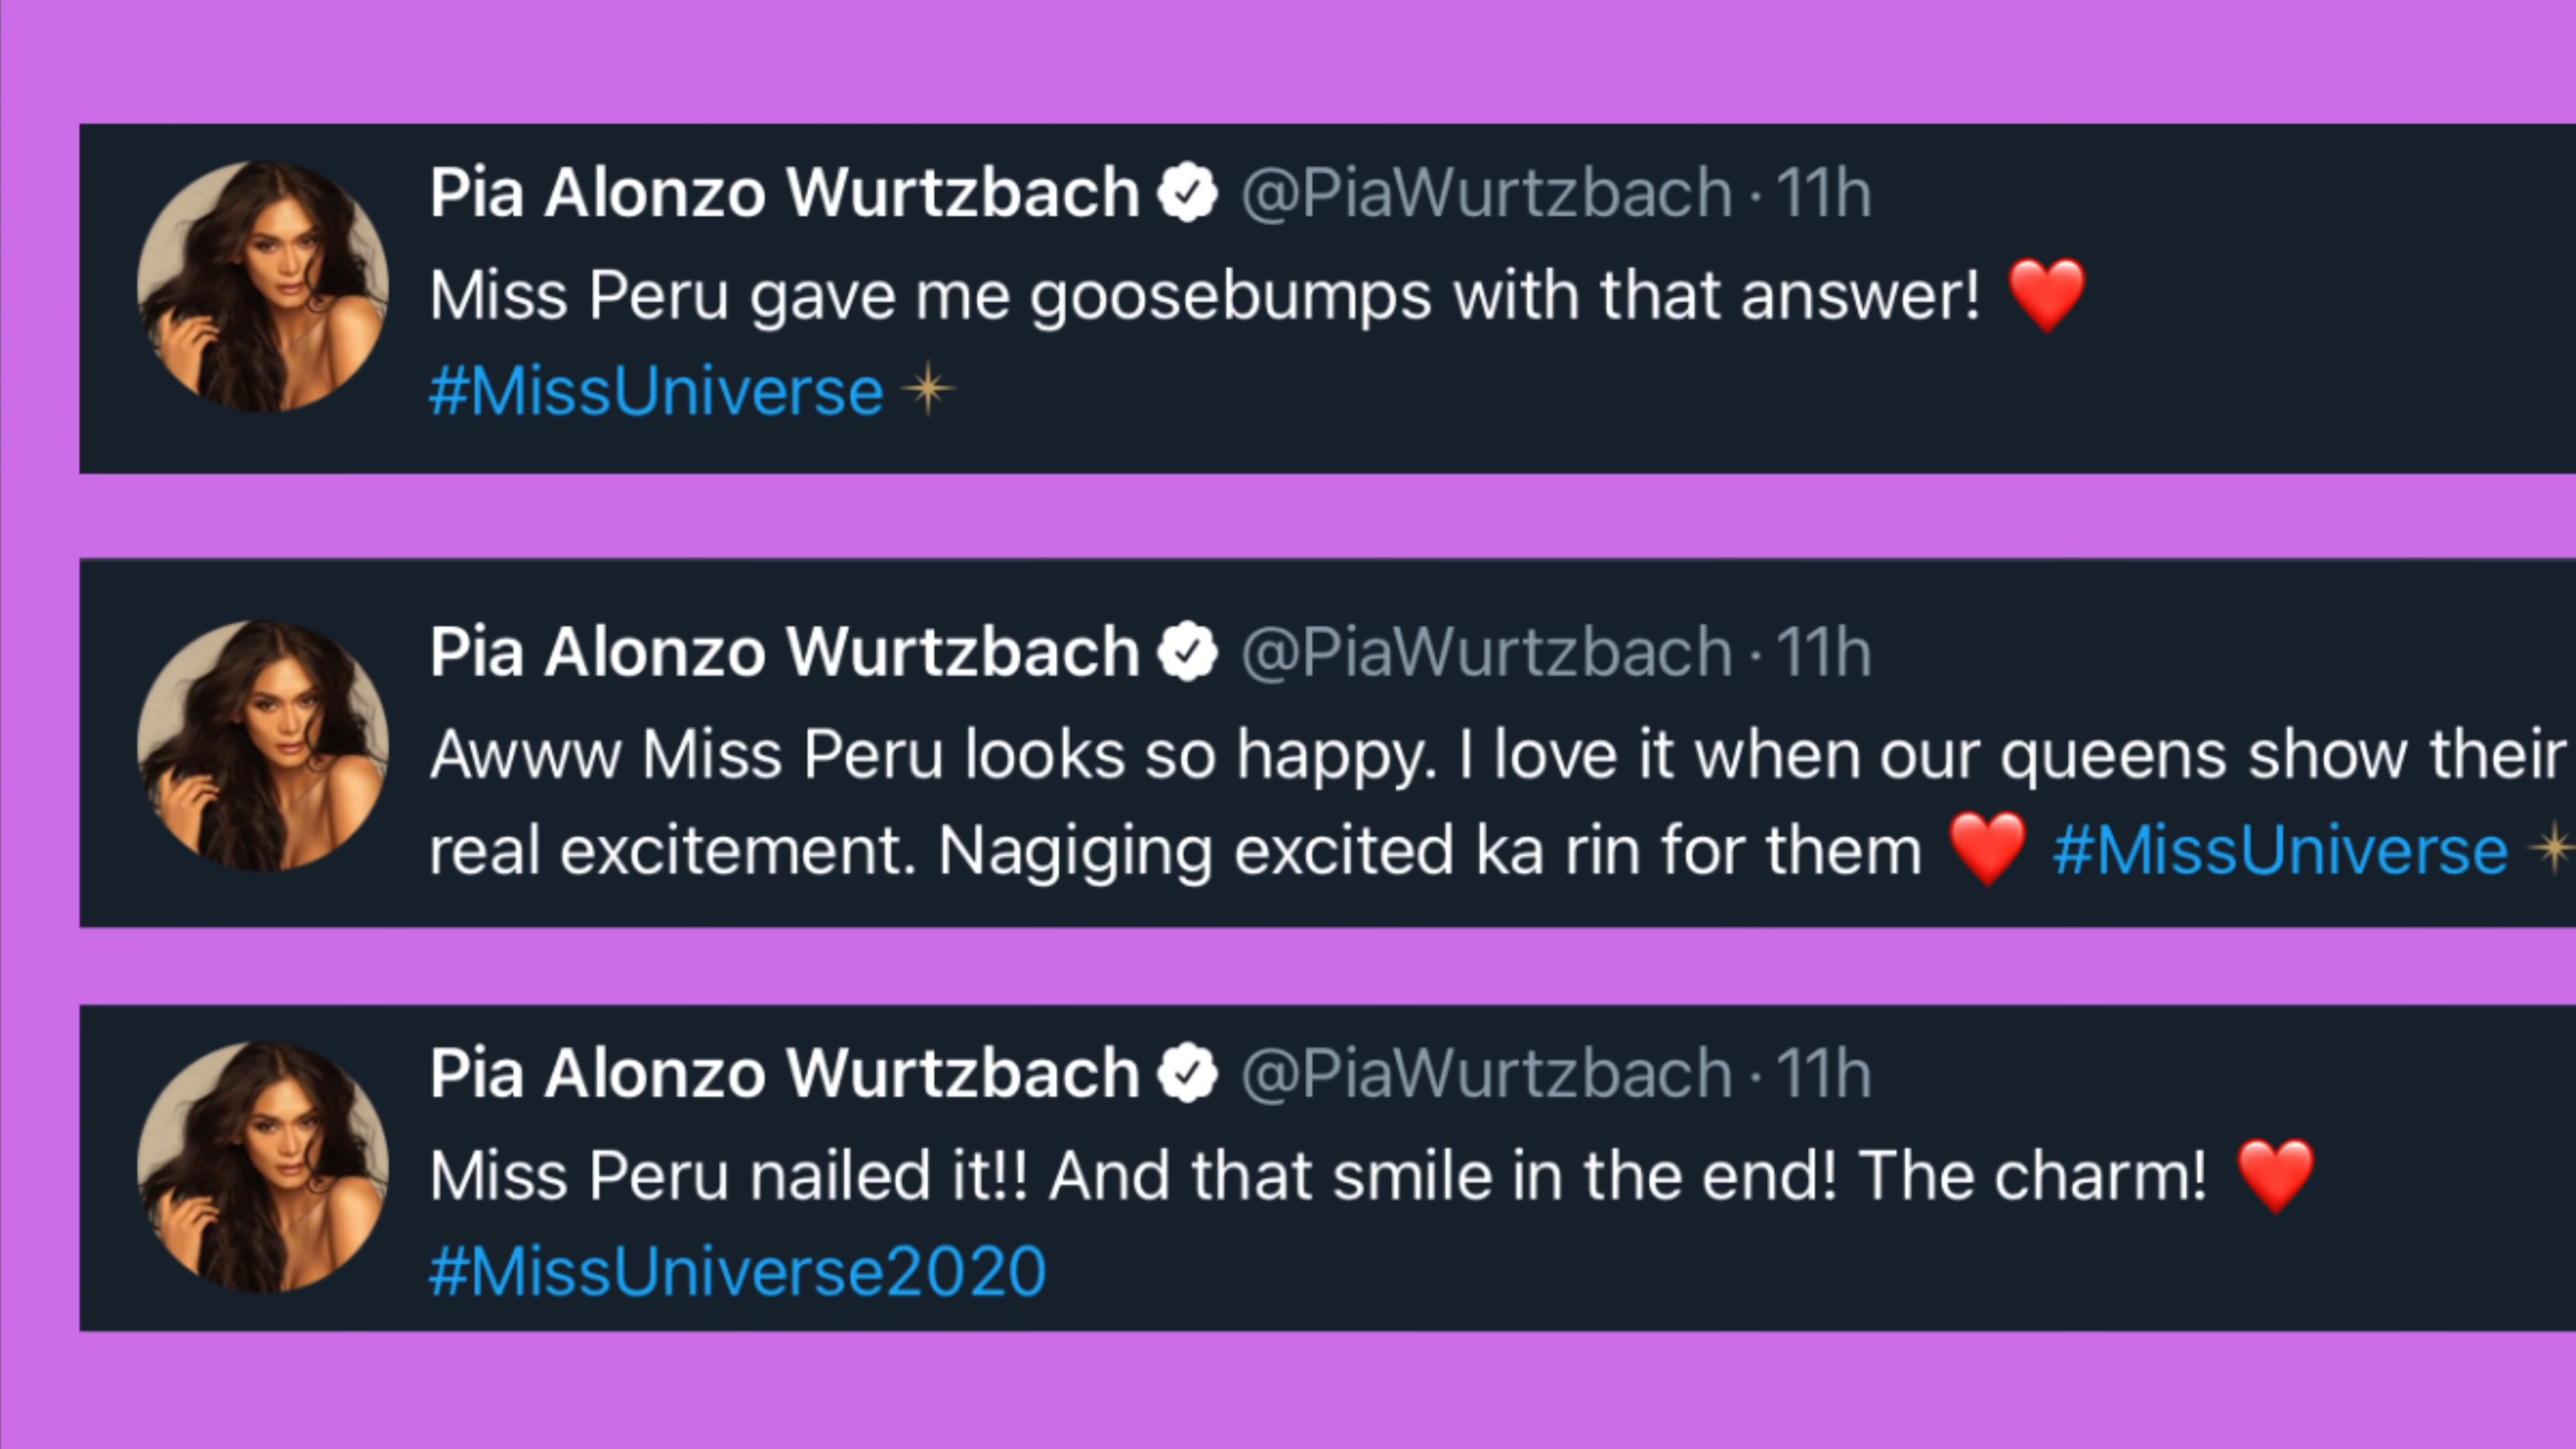 Pia Alonzo Wurtzbach @PiaWurtzbach · 11h
Miss Peru gave me goosebumps with that answer! ❤️
#MissUniverse
Pia Alonzo Wurtzbach @PiaWurtzbach · 11h
Awww Miss Peru looks so happy. I love it when our queens show their
real excitement. Nagiging excited ka rin for them ❤️ #MissUniverse
Pia Alonzo Wurtzbach @PiaWurtzbach · 11h
Miss Peru nailed it!! And that smile in the end! The charm! ❤️
#MissUniverse2020